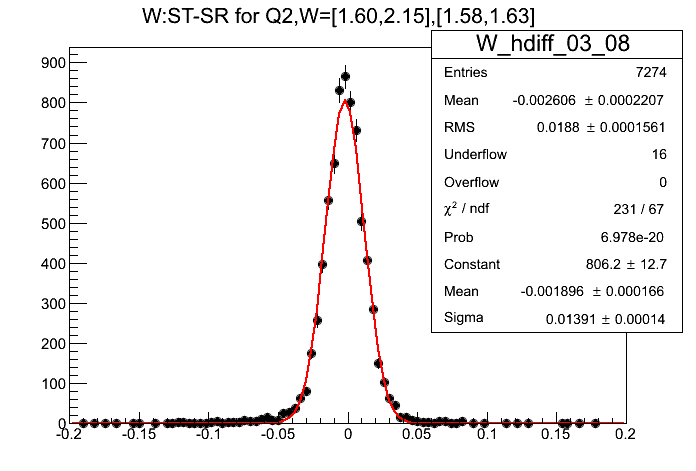 W:ST-SR for Q2,W=[1.60,2.15],[1.58,1.63]
W_hdiff_03_08
Entries 7274
Mean -0.002606 ± 0.0002207
RMS 0.0188 ± 0.0001561
Underflow 16
Overflow 0
χ² / ndf 231 / 67
Prob 6.978e-20
Constant 806.2 ± 12.7
Mean -0.001896 ± 0.000166
Sigma 0.01391 ± 0.00014
900
800
700
600
500
400
300
200
100
0
-0.2 -0.15 -0.1 -0.05 0 0.05 0.1 0.15 0.2